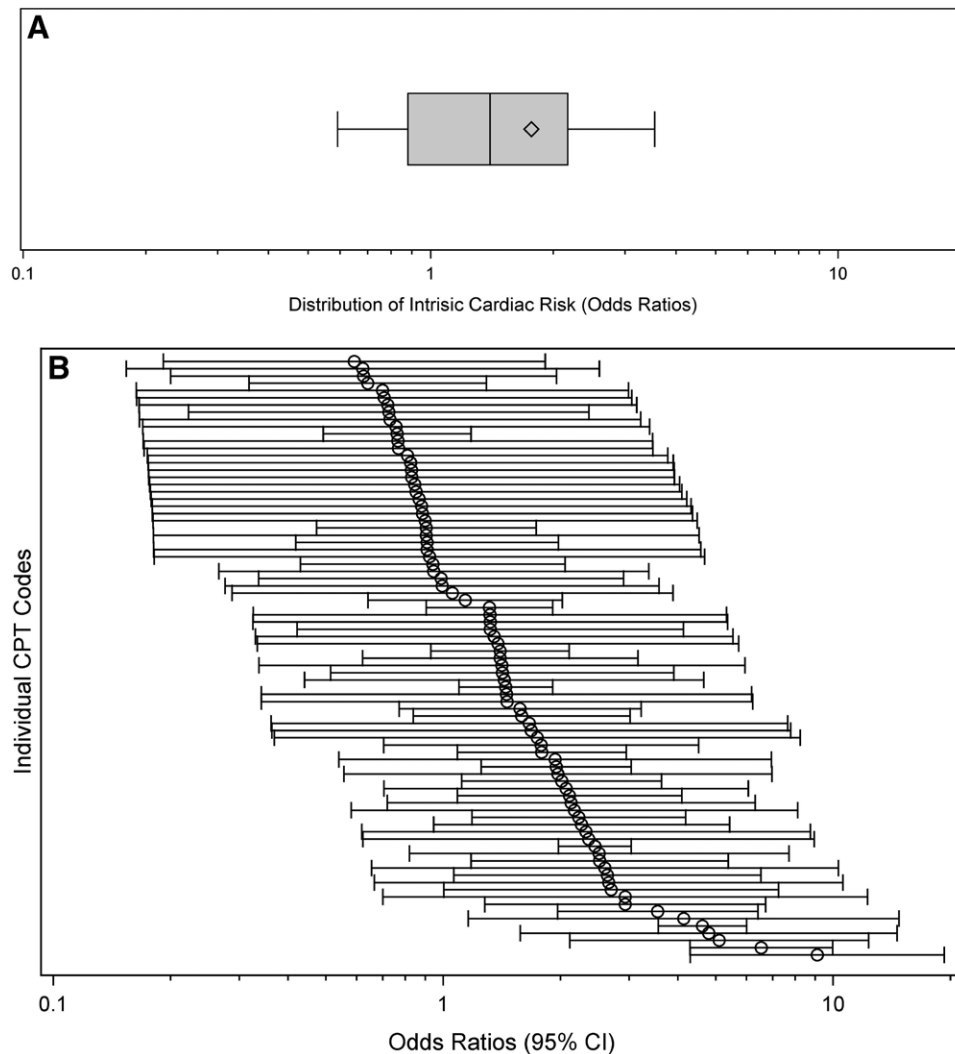 A
0.1 1 10
Distribution of Intrisic Cardiac Risk (Odds Ratios)
B
Individual CPT Codes
0.1 1 10
Odds Ratios (95% CI)